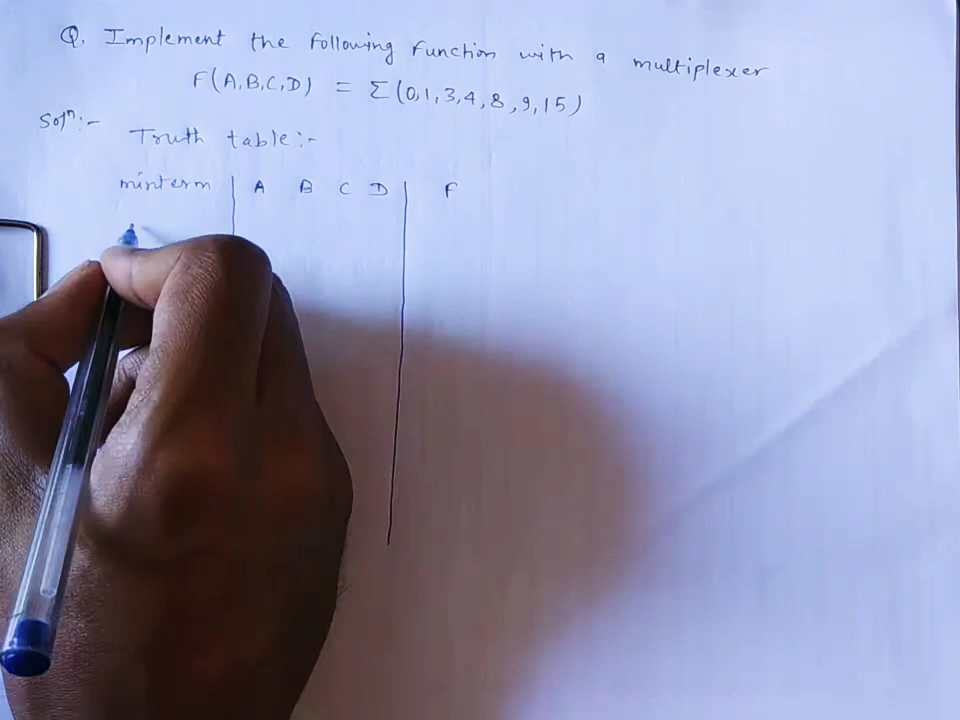 Q. Implement the following function with a multiplexer
F(A,B,C,D) = Σ(0,1,3,4,8,9,15)
Solⁿ:-
Truth table:-
minterm A B C D F